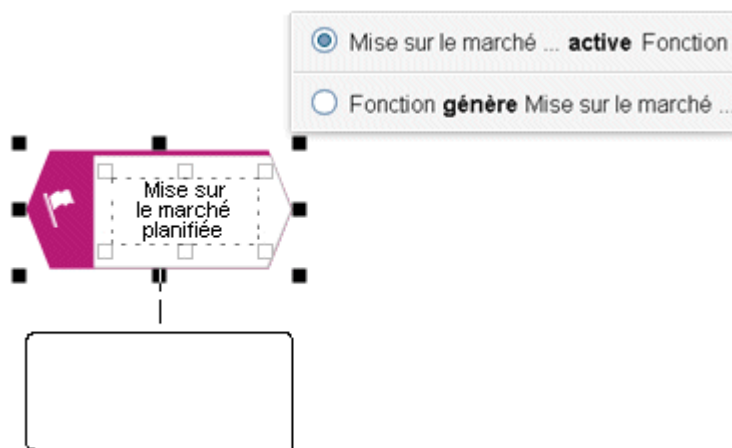 Mise sur le marché ... active Fonction
Fonction génère Mise sur le marché ...
Mise sur
le marché
planifiée